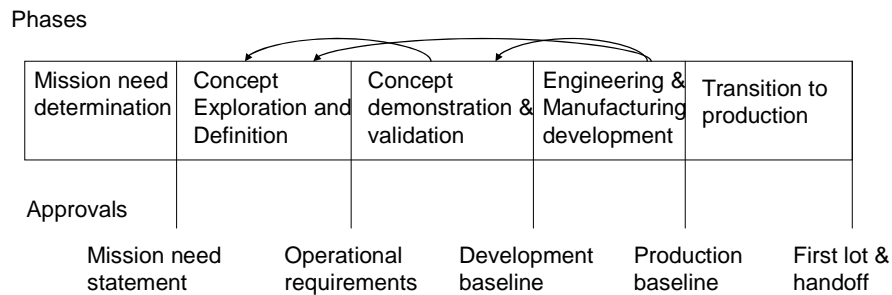 Phases
Mission need
determination
Concept
Exploration and
Definition
Concept
demonstration &
validation
Engineering &
Manufacturing
development
Transition to
production
Approvals
Mission need
statement
Operational
requirements
Development
baseline
Production
baseline
First lot &
handoff